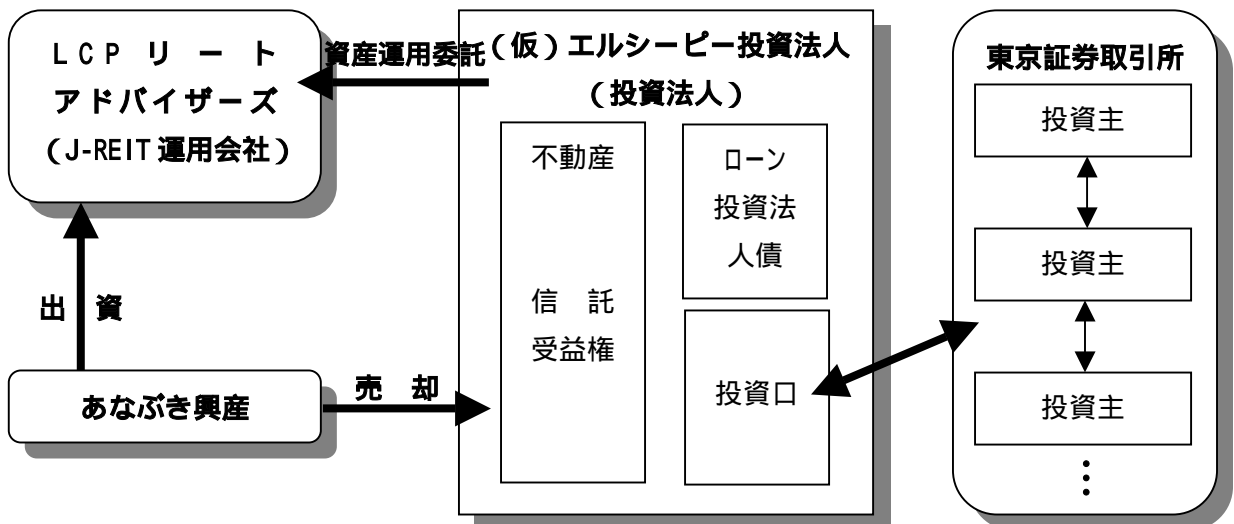 LCP リート
アドバイザーズ
(J-REIT 運用会社)
資産運用委託
(仮)エルシーピー投資法人
(投資法人)
不動産
信 託
受益権
ローン
投資法
人債
投資口
東京証券取引所
投資主
投資主
投資主
⋮
出 資
あなぶき興産
売 却